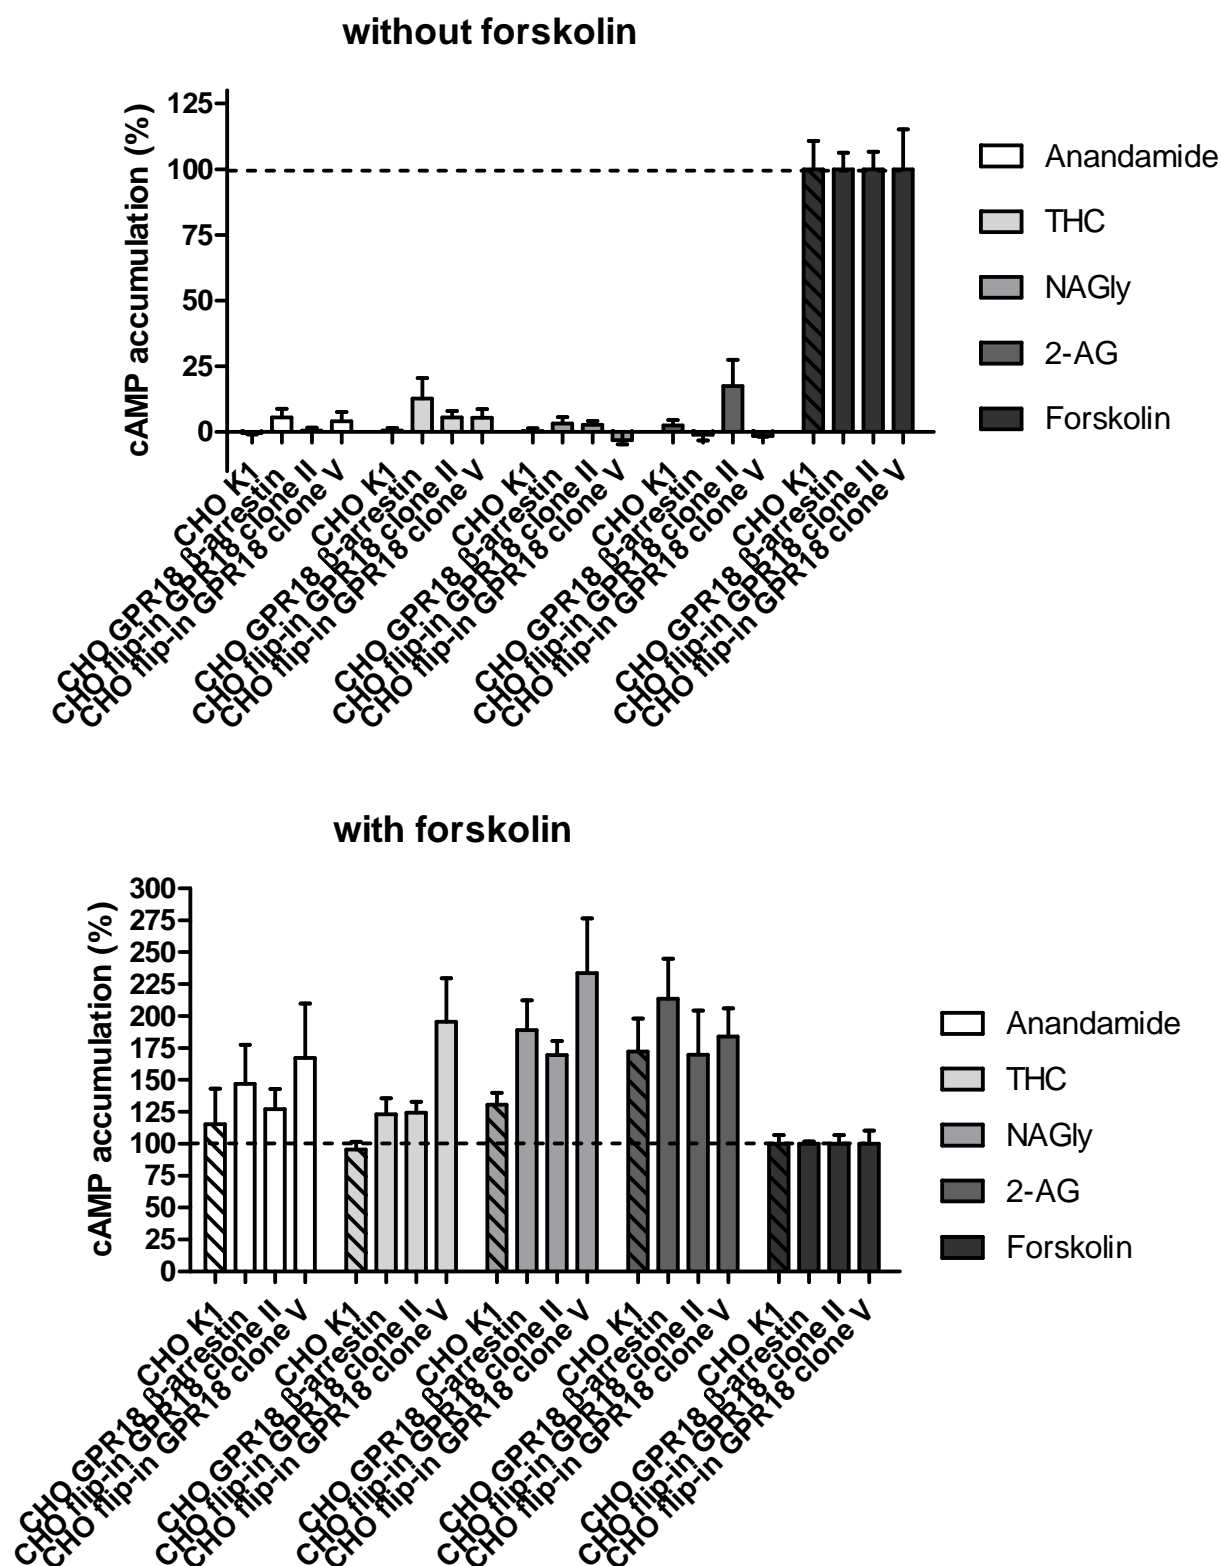 without forskolin
cAMP accumulation (%)
125
100
75
50
25
0
CHO K1
CHO GPR18 β-arrestin
CHO flip-in GPR18 clone II
CHO flip-in GPR18 clone V
CHO K1
CHO GPR18 β-arrestin
CHO flip-in GPR18 clone II
CHO flip-in GPR18 clone V
CHO K1
CHO GPR18 β-arrestin
CHO flip-in GPR18 clone II
CHO flip-in GPR18 clone V
CHO K1
CHO GPR18 β-arrestin
CHO flip-in GPR18 clone II
CHO flip-in GPR18 clone V
CHO K1
CHO GPR18 β-arrestin
CHO flip-in GPR18 clone II
CHO flip-in GPR18 clone V
Anandamide
THC
NAGly
2-AG
Forskolin
with forskolin
cAMP accumulation (%)
300
275
250
225
200
175
150
125
100
75
50
25
0
CHO K1
CHO GPR18 β-arrestin
CHO flip-in GPR18 clone II
CHO flip-in GPR18 clone V
CHO K1
CHO GPR18 β-arrestin
CHO flip-in GPR18 clone II
CHO flip-in GPR18 clone V
CHO K1
CHO GPR18 β-arrestin
CHO flip-in GPR18 clone II
CHO flip-in GPR18 clone V
CHO K1
CHO GPR18 β-arrestin
CHO flip-in GPR18 clone II
CHO flip-in GPR18 clone V
CHO K1
CHO GPR18 β-arrestin
CHO flip-in GPR18 clone II
CHO flip-in GPR18 clone V
Anandamide
THC
NAGly
2-AG
Forskolin